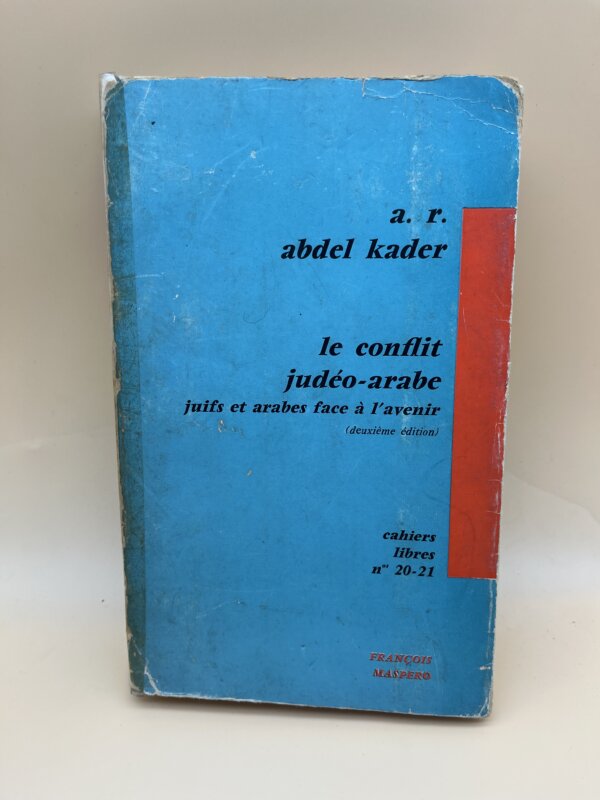 a. r.
abdel kader
le conflit
judéo-arabe
juifs et arabes face à l'avenir
(deuxième édition)
cahiers
libres
nos 20-21
FRANÇOIS
MASPERO